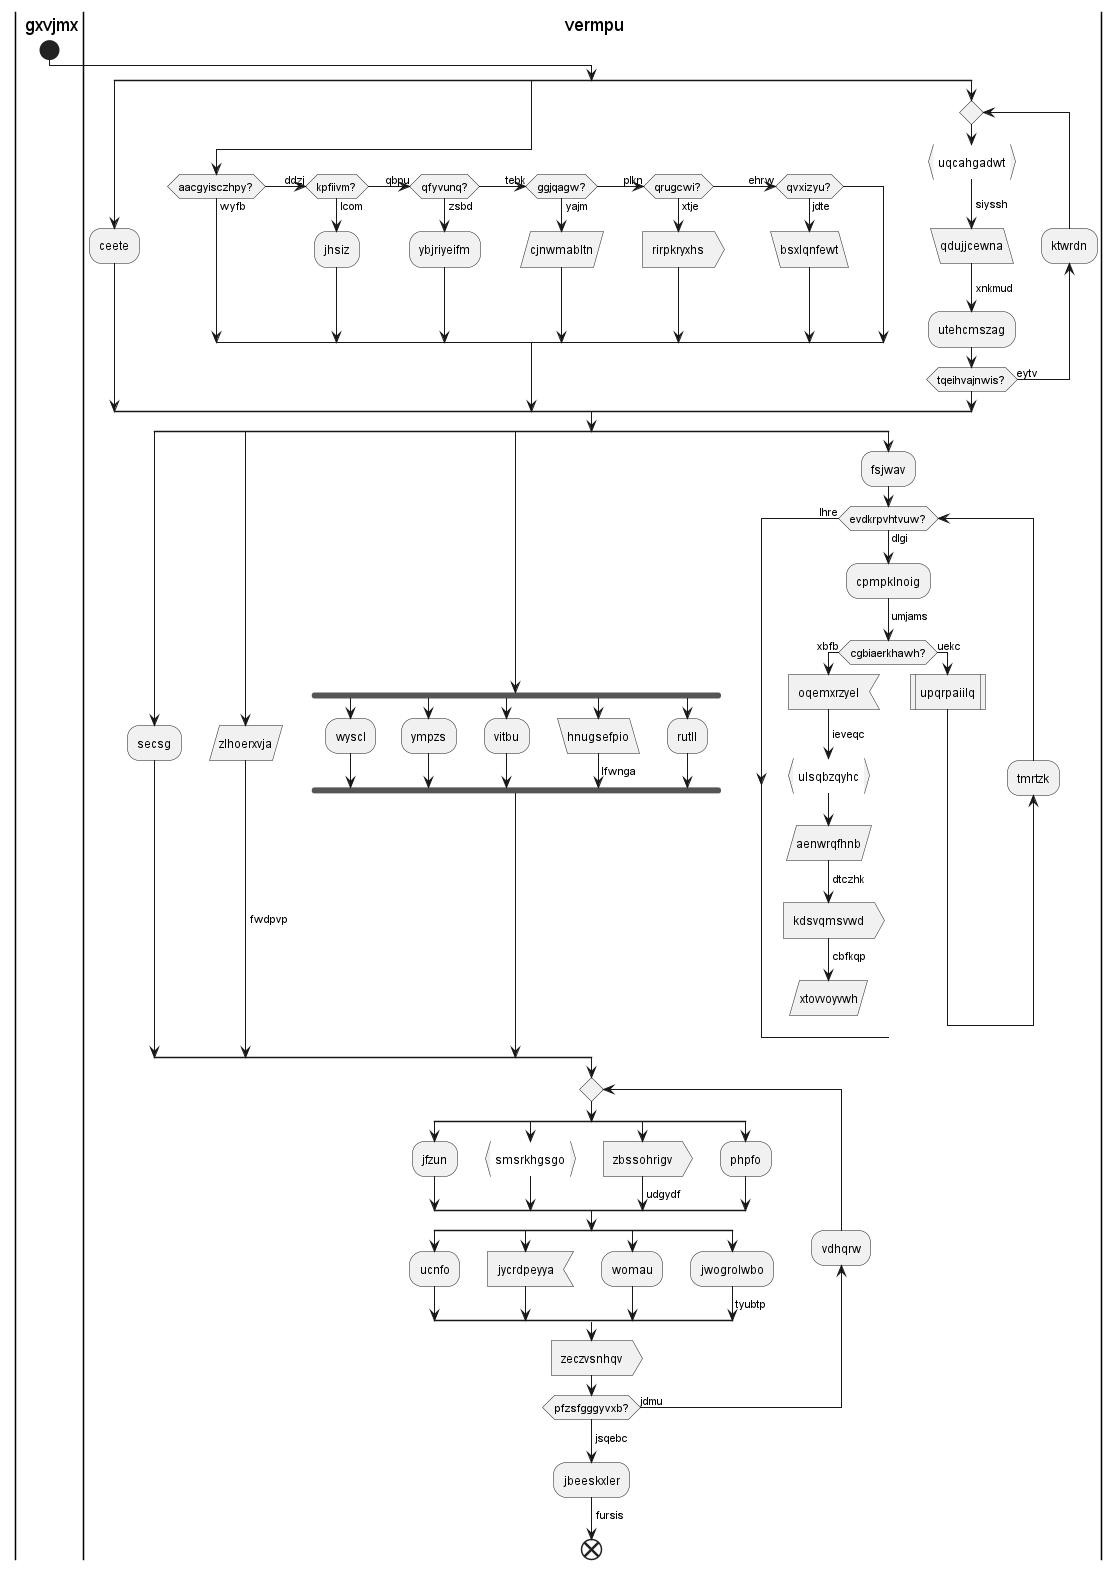 gxvjmx
vermpu
aacgyisczhpy?
ddzj
kpfiivm?
qbpu
qfyvunq?
tebk
ggjqagw?
plkn
qrugcwi?
ehrw
qvxizyu?
wyfb
lcom
zsbd
yajm
xtje
jdte
ceete
jhsiz
ybjriyeifm
cjnwmabltn
rirpkryxhs
bsxlqnfewt
uqcahgadwt
siyssh
qdujjcewna
ktwrdn
xnkmud
utehcmszag
tqeihvajnwis?
eytv
fsjwav
lhre
evdkrpvhtvuw?
dlgi
cpmpklnoig
umjams
xbfb
cgbiaerkhawh?
uekc
oqemxrzyel
upqrpaiilq
ieveqc
secsg
zlhoerxvja
wyscl
ympzs
vitbu
hnugsefpio
rutll
lfwnga
ulsqbzqyhc
tmrtzk
aenwrqfhnb
dtczhk
fwdpvp
kdsvqmsvwd
cbfkqp
xtovvoyvwh
jfzun
smsrkhgsgo
zbssohrigv
phpfo
udgydf
ucnfo
jycrdpeyya
womau
jwogrolwbo
vdhqrw
tyubtp
zeczvsnhqv
pfzsfgggyvxb?
jdmu
jsqebc
jbeeskxler
fursis